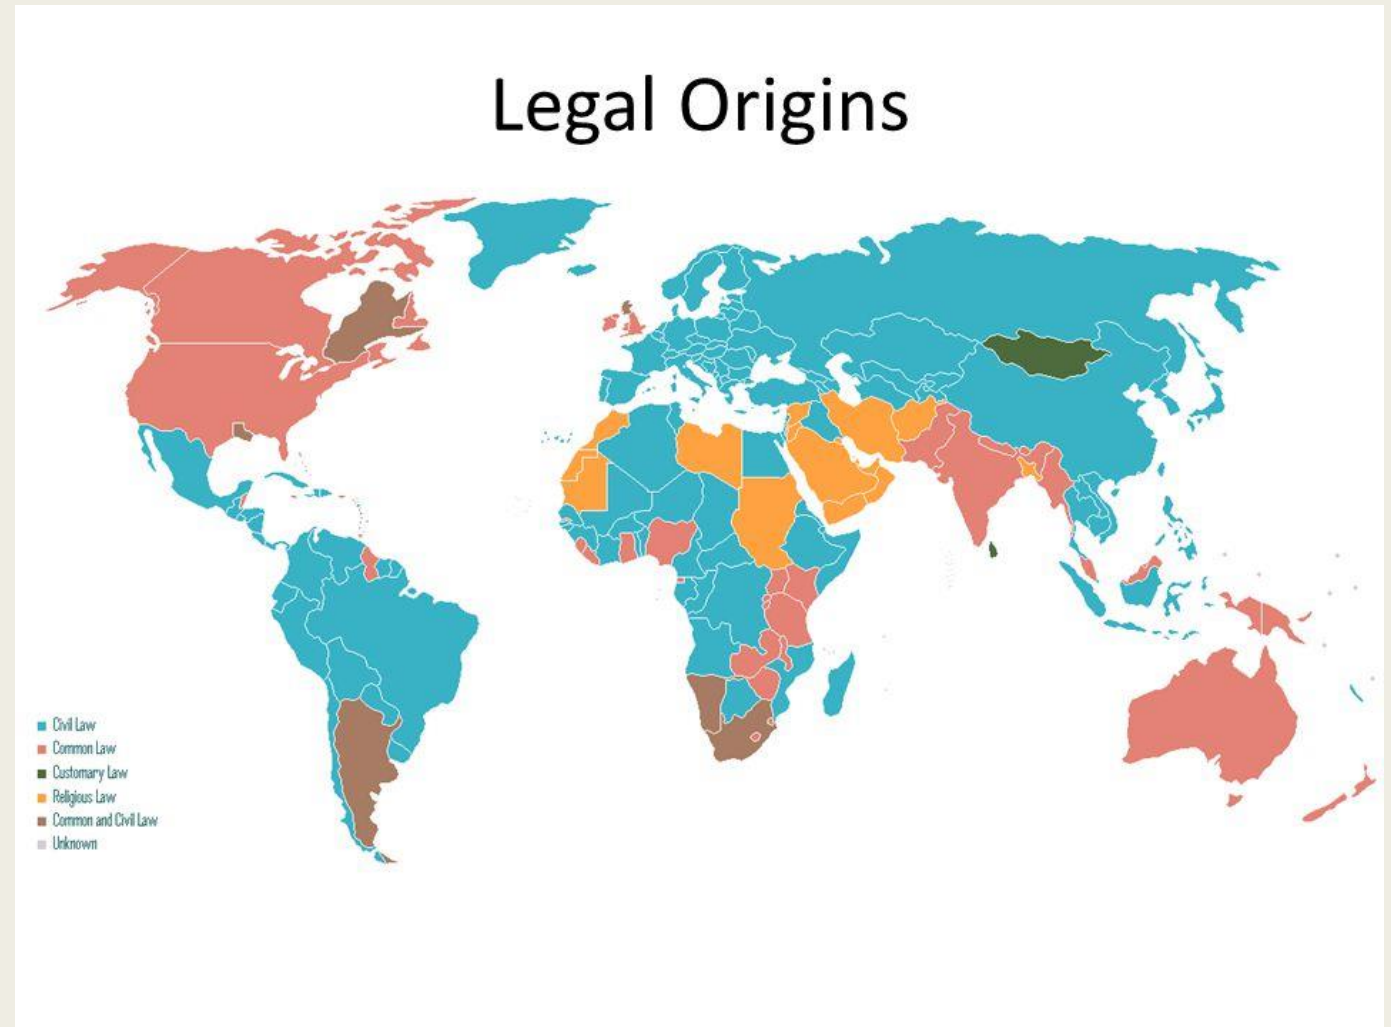 Legal Origins
Civil Law
Common Law
Customary Law
Religious Law
Common and Civil Law
Unknown